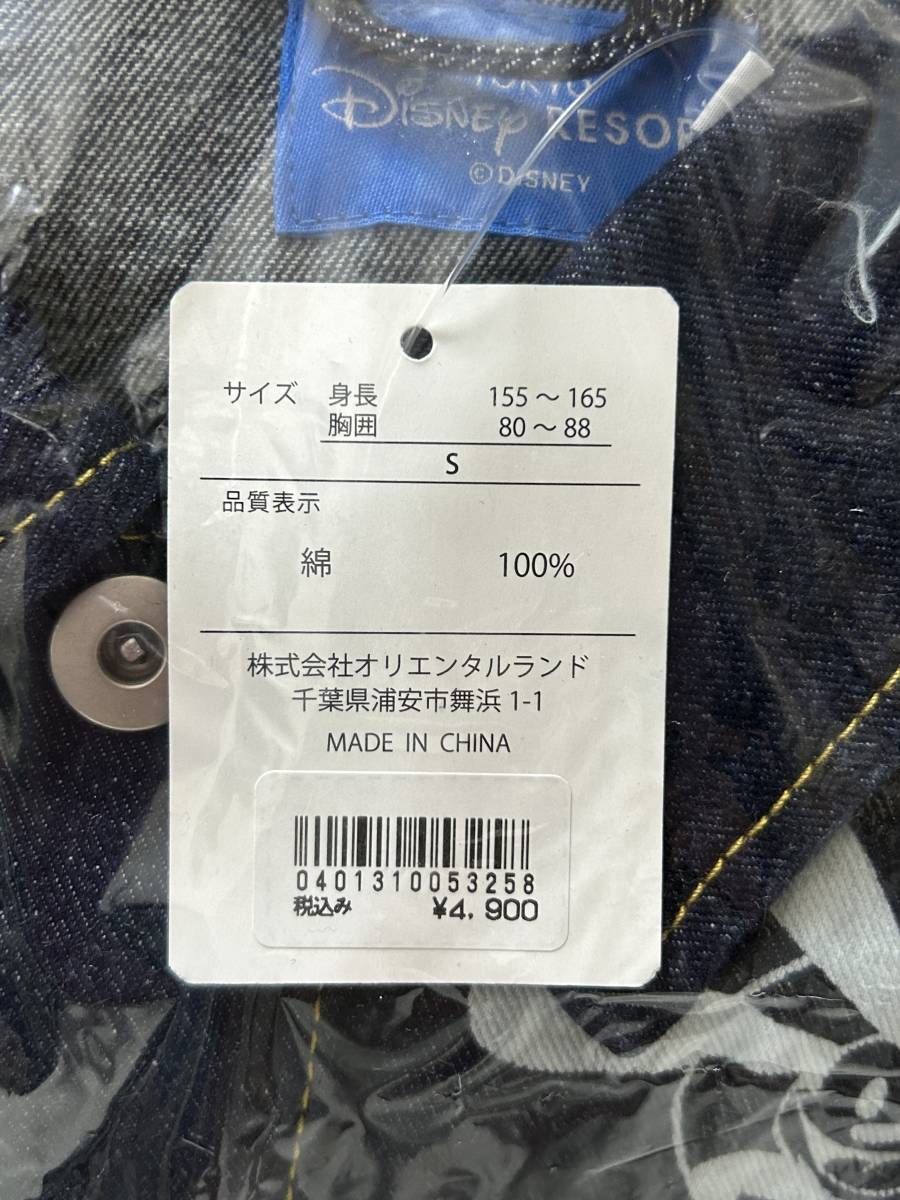 TOKYO
Disney RESOR
©DISNEY
サイズ 身長 155～165
胸囲 80～88
S
品質表示
綿 100%
株式会社オリエンタルランド
千葉県浦安市舞浜1-1
MADE IN CHINA
0401310053258
税込み ¥4,900